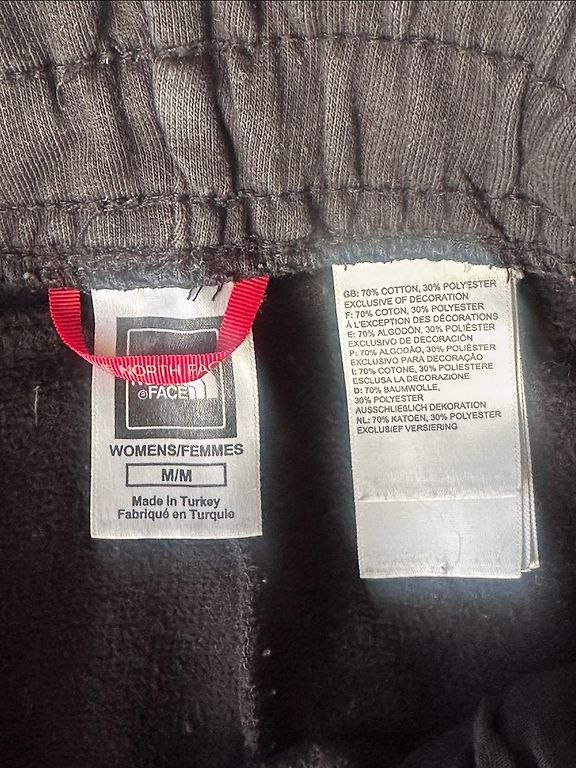 NORTH FAC
®FACE
WOMENS/FEMMES
M/M
Made in Turkey
Fabriqué en Turquie
GB: 70% COTTON, 30% POLYESTER
EXCLUSIVE OF DECORATION
F: 70% COTON, 30% POLYESTER
À L'EXCEPTION DES DÉCORATIONS
E: 70% ALGODÓN, 30% POLIÉSTER
EXCLUSIVO DE DECORACIÓN
P: 70% ALGODÃO, 30% POLIÉSTER
EXCLUSIVO PARA DECORAÇÃO
I: 70% COTONE, 30% POLIESTERE
ESCLUSA LA DECORAZIONE
D: 70% BAUMWOLLE,
30% POLYESTER
AUSSCHLIEBLICH DEKORATION
NL: 70% KATOEN, 30% POLYESTER
EXCLUSIEF VERSIERING